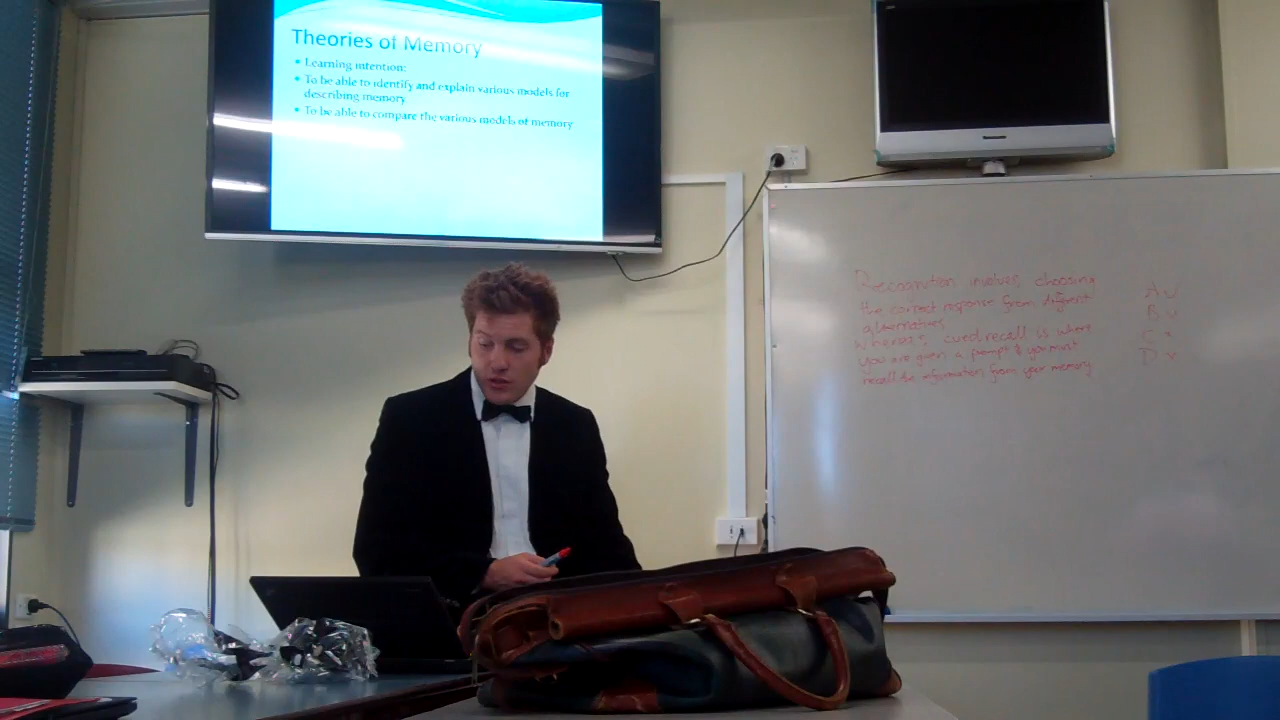 Theories of Memory
Learning intention:
To be able to identify and explain various models for
describing memory
To be able to compare the various models of memory
Recognition involves choosing
the correct response from different
alternatives
whereas, cued recall is where
you are given a prompt & you must
recall the information from your memory
A √
B √
C x
D x